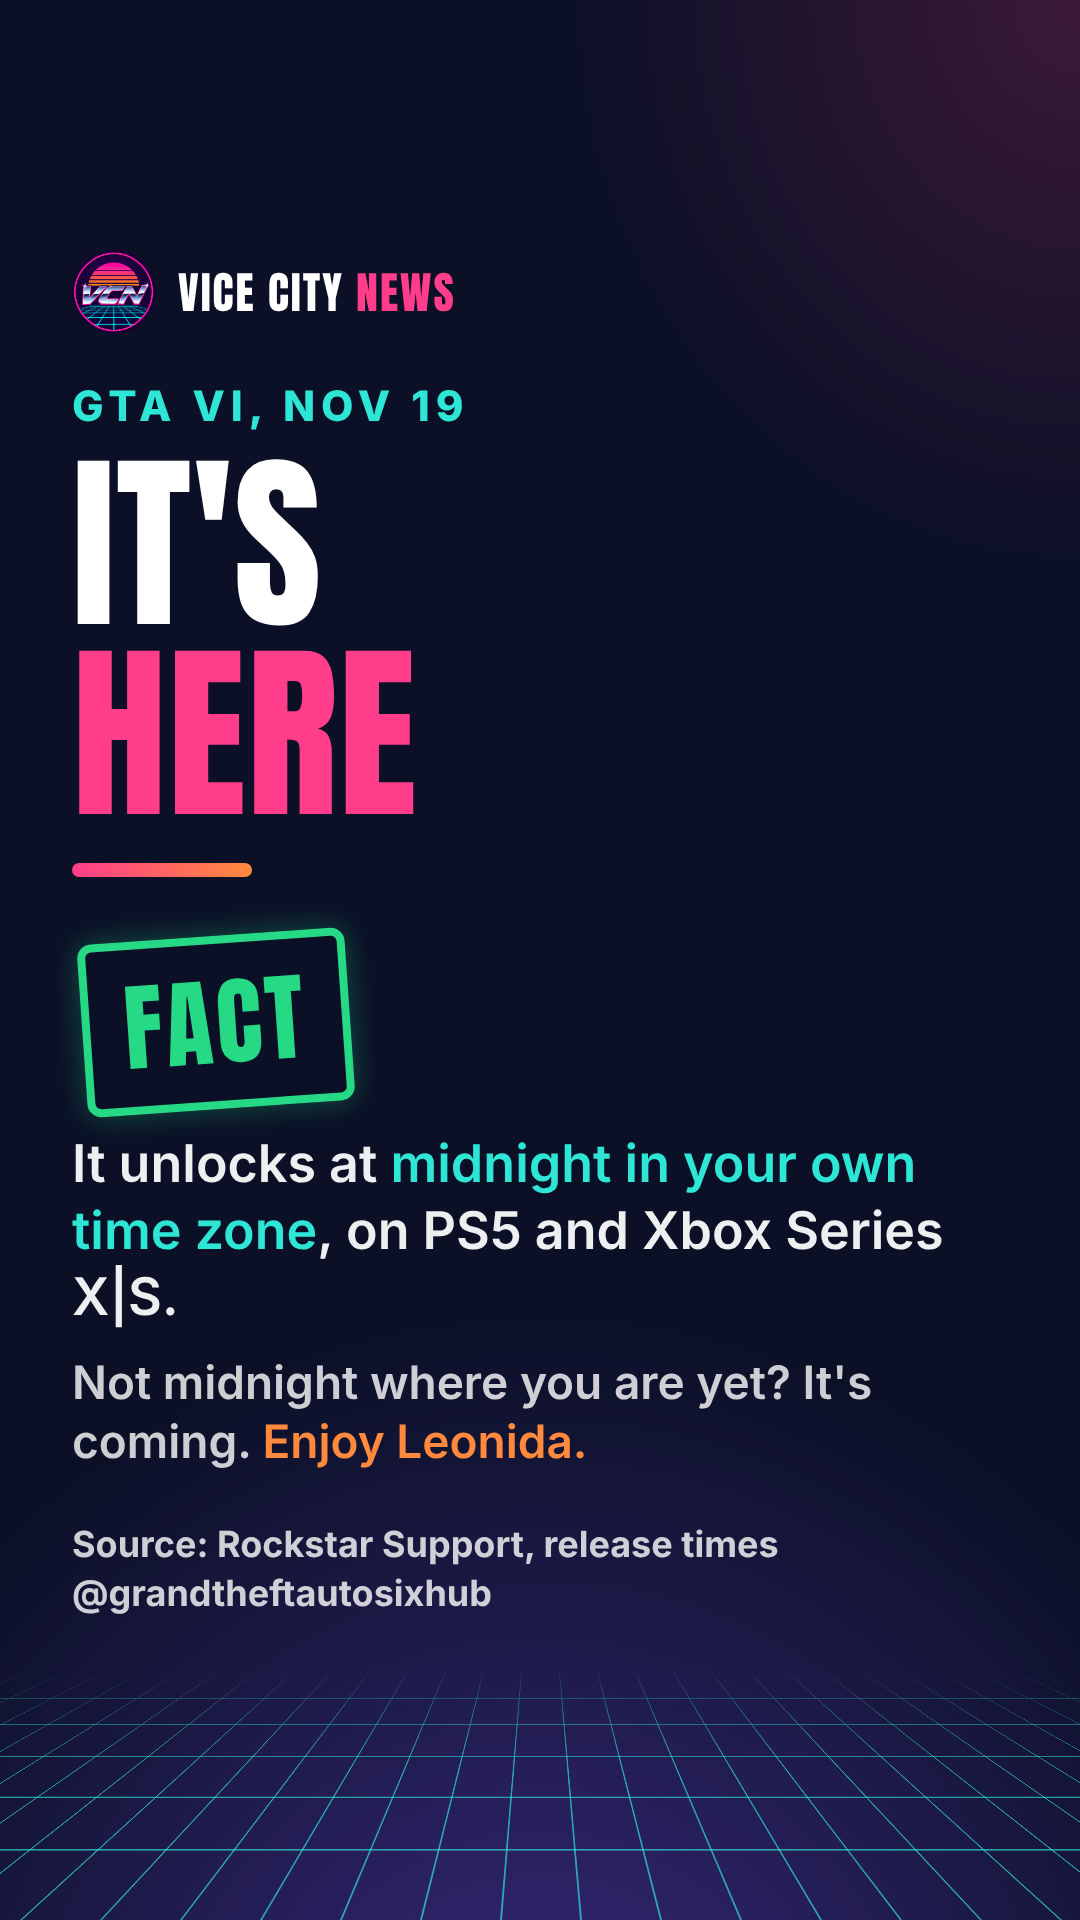 VCN
VICE CITY NEWS
GTA VI, NOV 19
IT'S
HERE
FACT
It unlocks at midnight in your own
time zone, on PS5 and Xbox Series
X|S.
Not midnight where you are yet? It's
coming. Enjoy Leonida.
Source: Rockstar Support, release times
@grandtheftautosixhub